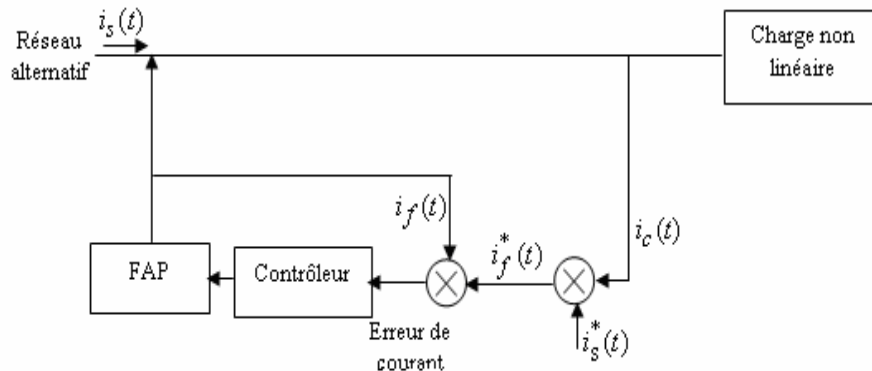 i_s(t)
Réseau
alternatif
Charge non
linéaire
i_f(t)
i_f^*(t)
i_c(t)
FAP
Contrôleur
Erreur de
courant
i_s^*(t)